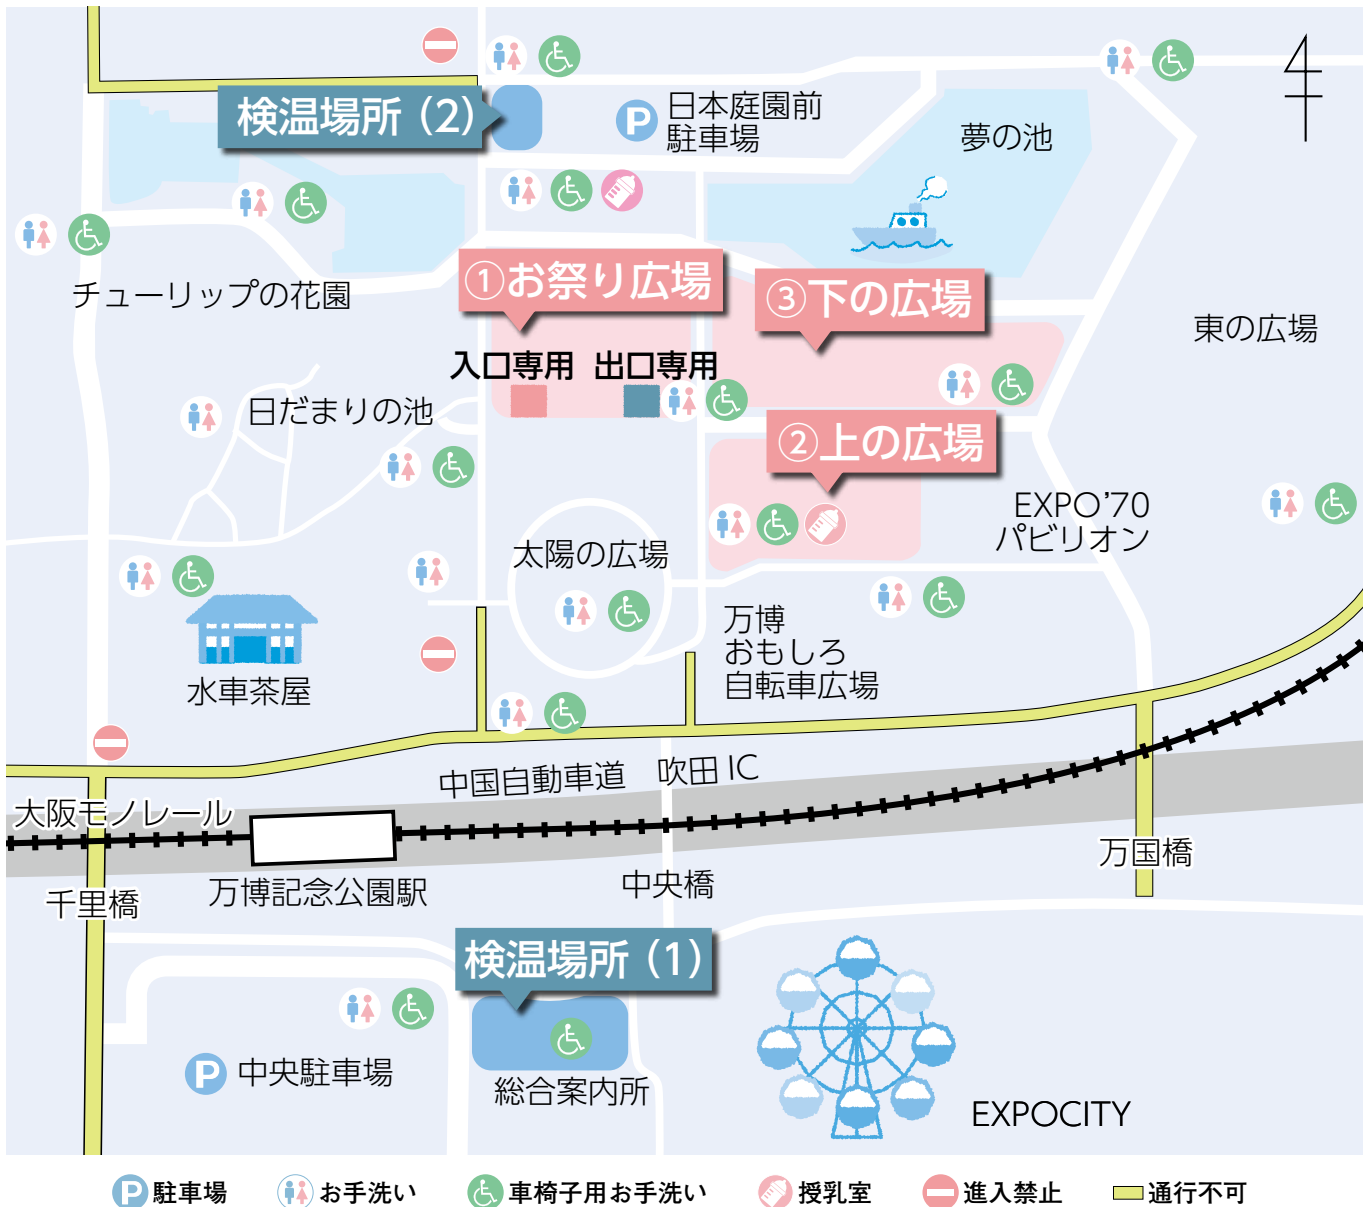 検温場所（2）
P
日本庭園前
駐車場
夢の池
チューリップの花園
①お祭り広場
③下の広場
東の広場
入口専用
出口専用
日だまりの池
②上の広場
EXPO'70
パビリオン
太陽の広場
万博
おもしろ
自転車広場
水車茶屋
中国自動車道 吹田IC
大阪モノレール
万国橋
千里橋
万博記念公園駅
中央橋
検温場所（1）
P 中央駐車場
総合案内所
EXPOCITY
P 駐車場 お手洗い 車椅子用お手洗い 授乳室 進入禁止 通行不可